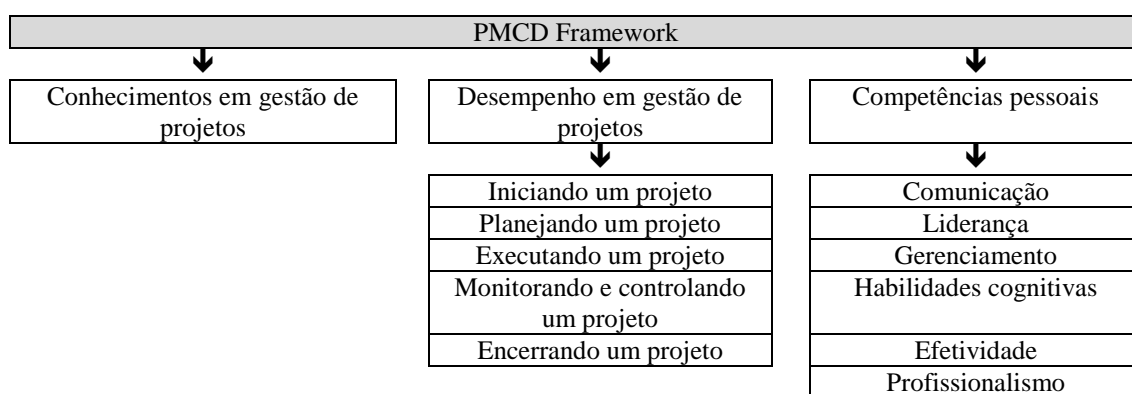 PMCD Framework
Conhecimentos em gestão de
projetos
Desempenho em gestão de
projetos
Competências pessoais
Iniciando um projeto
Planejando um projeto
Executando um projeto
Monitorando e controlando
um projeto
Encerrando um projeto
Comunicação
Liderança
Gerenciamento
Habilidades cognitivas
Efetividade
Profissionalismo